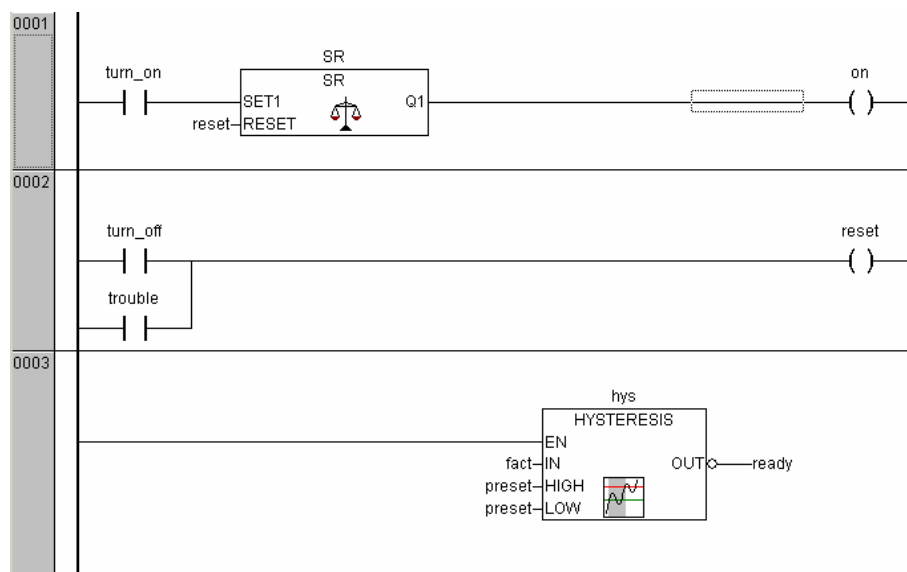 0001
SR
turn_on
SR
on
SET1
Q1
reset
RESET
0002
turn_off
reset
trouble
0003
hys
HYSTERESIS
EN
fact
IN
OUT
ready
preset
HIGH
preset
LOW